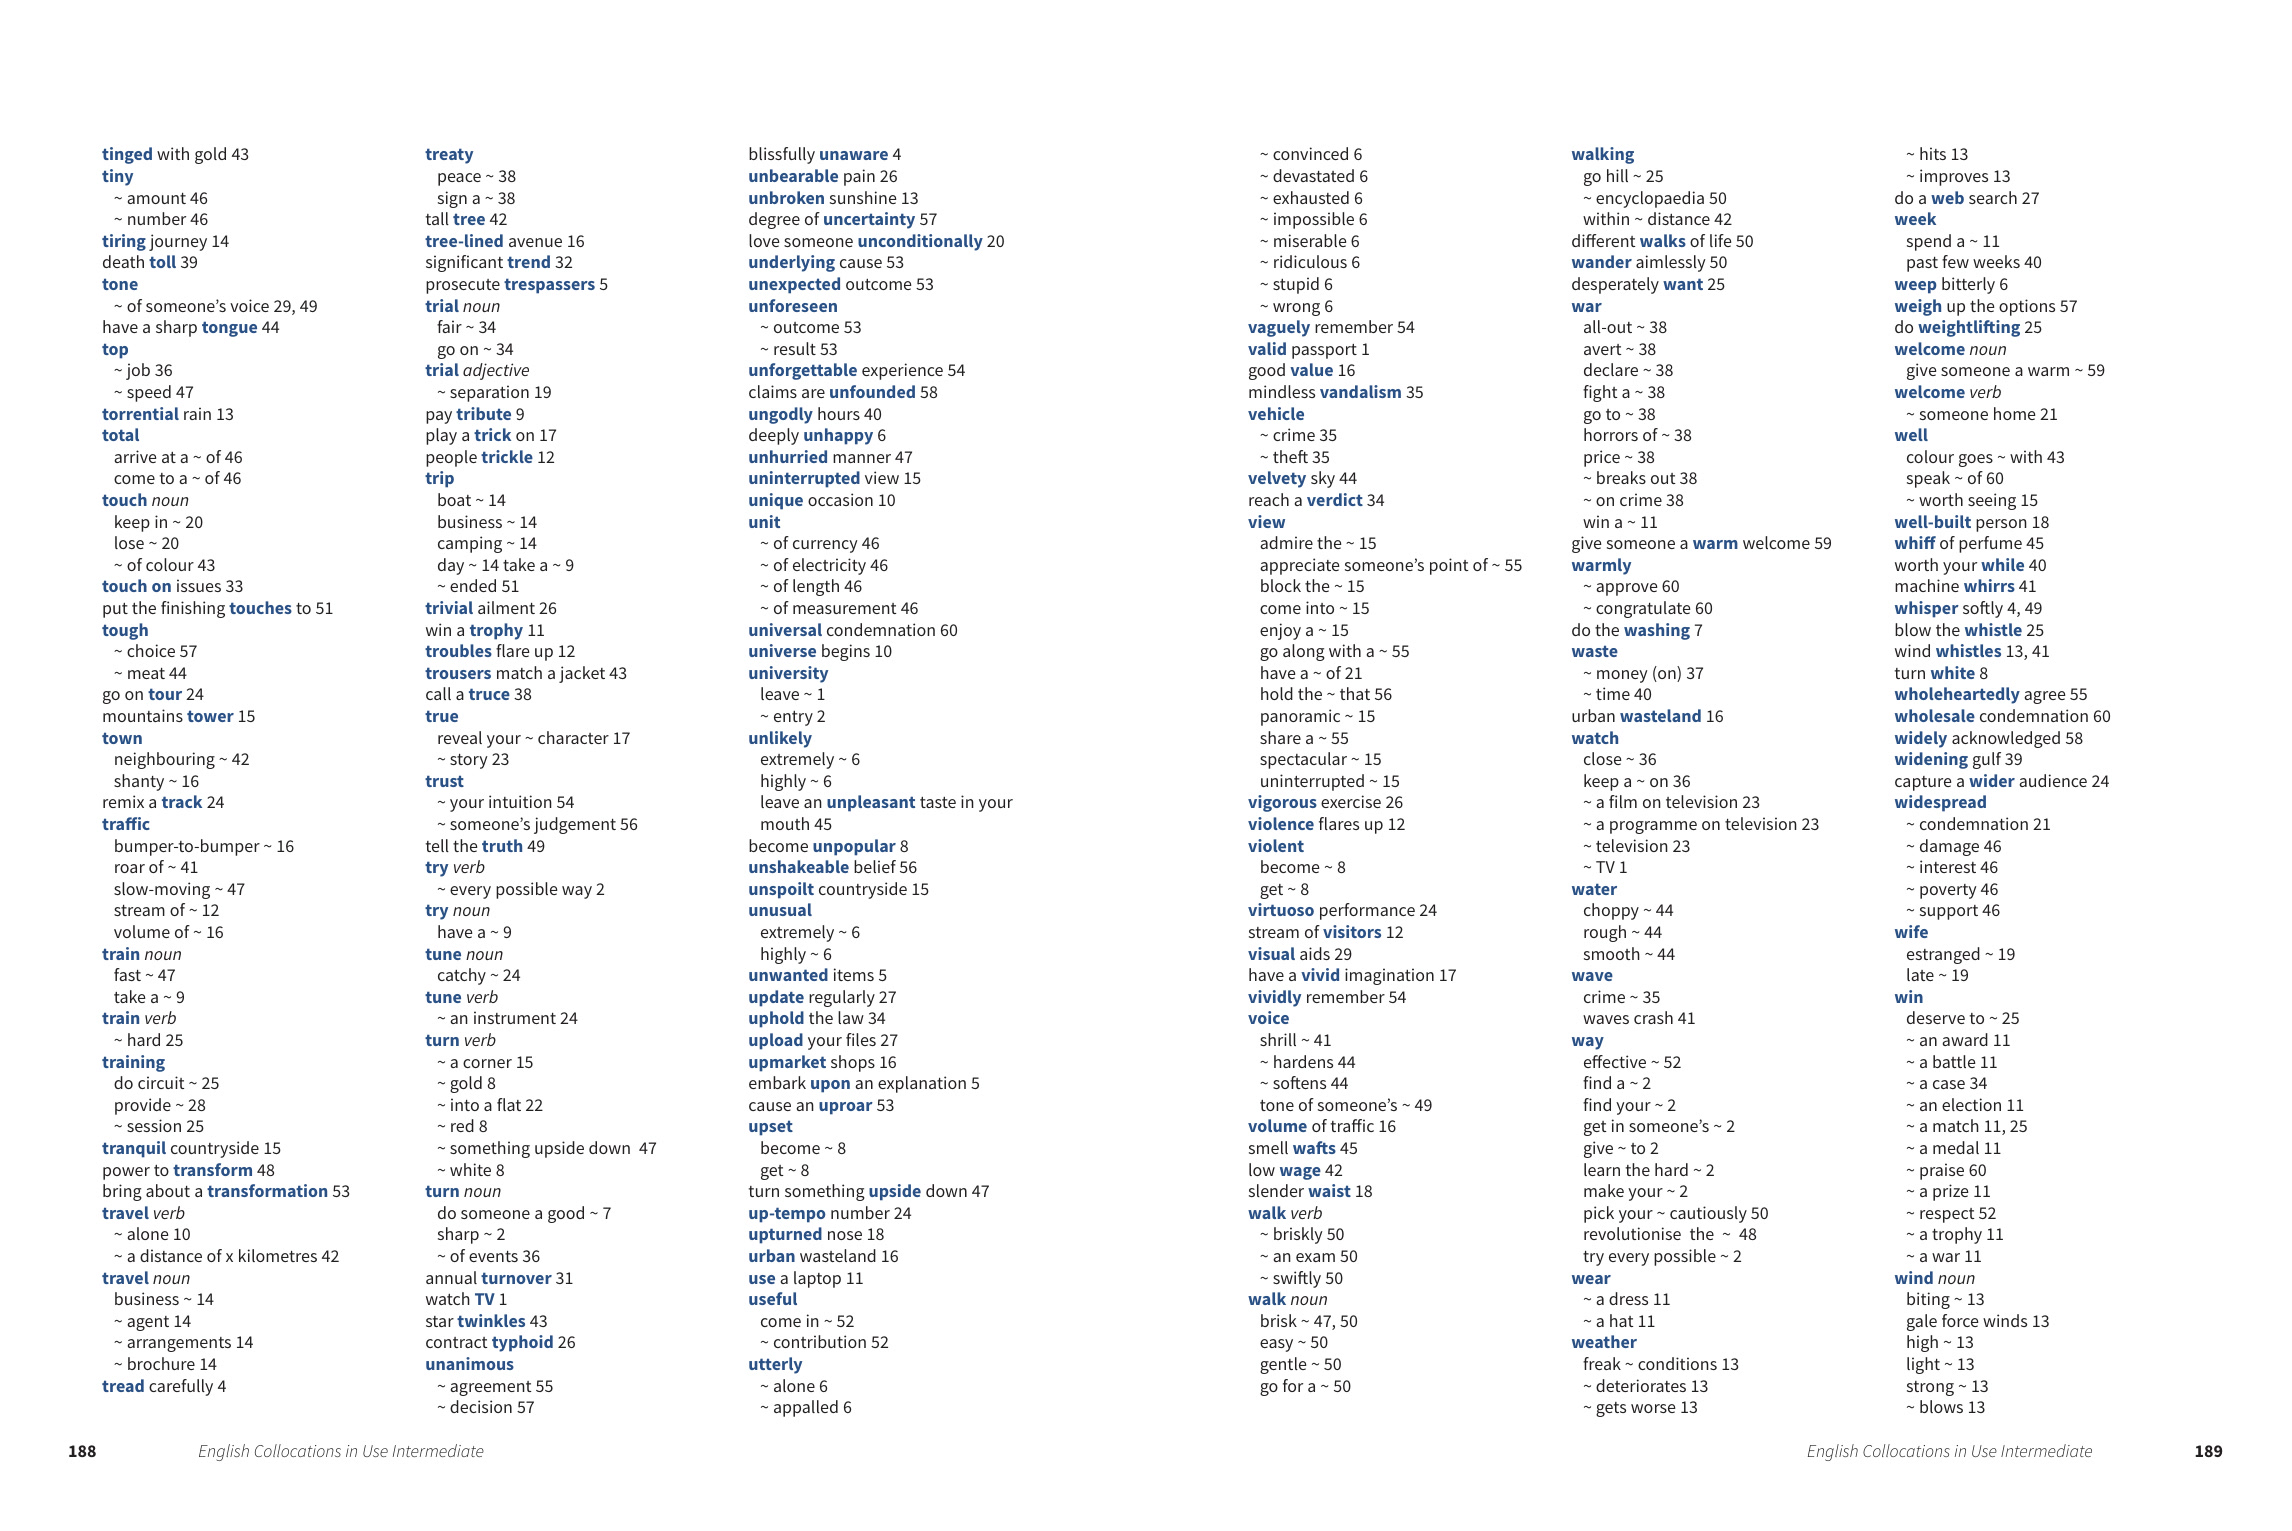 tinged with gold 43
tiny
~ amount 46
~ number 46
tiring journey 14
death toll 39
tone
~ of someone’s voice 29, 49
have a sharp tongue 44
top
~ job 36
~ speed 47
torrential rain 13
total
arrive at a ~ of 46
come to a ~ of 46
touch noun
keep in ~ 20
lose ~ 20
~ of colour 43
touch on issues 33
put the finishing touches to 51
tough
~ choice 57
~ meat 44
go on tour 24
mountains tower 15
town
neighbouring ~ 42
shanty ~ 16
remix a track 24
traffic
bumper-to-bumper ~ 16
roar of ~ 41
slow-moving ~ 47
stream of ~ 12
volume of ~ 16
train noun
fast ~ 47
take a ~ 9
train verb
~ hard 25
training
do circuit ~ 25
provide ~ 28
~ session 25
tranquil countryside 15
power to transform 48
bring about a transformation 53
travel verb
~ alone 10
~ a distance of x kilometres 42
travel noun
business ~ 14
~ agent 14
~ arrangements 14
~ brochure 14
tread carefully 4
treaty
peace ~ 38
sign a ~ 38
tall tree 42
tree-lined avenue 16
significant trend 32
prosecute trespassers 5
trial noun
fair ~ 34
go on ~ 34
trial adjective
~ separation 19
pay tribute 9
play a trick on 17
people trickle 12
trip
boat ~ 14
business ~ 14
camping ~ 14
day ~ 14 take a ~ 9
~ ended 51
trivial ailment 26
win a trophy 11
troubles flare up 12
trousers match a jacket 43
call a truce 38
true
reveal your ~ character 17
~ story 23
trust
~ your intuition 54
~ someone’s judgement 56
tell the truth 49
try verb
~ every possible way 2
try noun
have a ~ 9
tune noun
catchy ~ 24
tune verb
~ an instrument 24
turn verb
~ a corner 15
~ gold 8
~ into a flat 22
~ red 8
~ something upside down 47
~ white 8
turn noun
do someone a good ~ 7
sharp ~ 2
~ of events 36
annual turnover 31
watch TV 1
star twinkles 43
contract typhoid 26
unanimous
~ agreement 55
~ decision 57
blissfully unaware 4
unbearable pain 26
unbroken sunshine 13
degree of uncertainty 57
love someone unconditionally 20
underlying cause 53
unexpected outcome 53
unforeseen
~ outcome 53
~ result 53
unforgettable experience 54
claims are unfounded 58
ungodly hours 40
deeply unhappy 6
unhurried manner 47
uninterrupted view 15
unique occasion 10
unit
~ of currency 46
~ of electricity 46
~ of length 46
~ of measurement 46
universal condemnation 60
universe begins 10
university
leave ~ 1
~ entry 2
unlikely
extremely ~ 6
highly ~ 6
leave an unpleasant taste in your
mouth 45
become unpopular 8
unshakeable belief 56
unspoilt countryside 15
unusual
extremely ~ 6
highly ~ 6
unwanted items 5
update regularly 27
uphold the law 34
upload your files 27
upmarket shops 16
embark upon an explanation 5
cause an uproar 53
upset
become ~ 8
get ~ 8
turn something upside down 47
up-tempo number 24
upturned nose 18
urban wasteland 16
use a laptop 11
useful
come in ~ 52
~ contribution 52
utterly
~ alone 6
~ appalled 6
188 English Collocations in Use Intermediate
~ convinced 6
~ devastated 6
~ exhausted 6
~ impossible 6
~ miserable 6
~ ridiculous 6
~ stupid 6
~ wrong 6
vaguely remember 54
valid passport 1
good value 16
mindless vandalism 35
vehicle
~ crime 35
~ theft 35
velvety sky 44
reach a verdict 34
view
admire the ~ 15
appreciate someone’s point of ~ 55
block the ~ 15
come into ~ 15
enjoy a ~ 15
go along with a ~ 55
have a ~ of 21
hold the ~ that 56
panoramic ~ 15
share a ~ 55
spectacular ~ 15
uninterrupted ~ 15
vigorous exercise 26
violence flares up 12
violent
become ~ 8
get ~ 8
virtuoso performance 24
stream of visitors 12
visual aids 29
have a vivid imagination 17
vividly remember 54
voice
shrill ~ 41
~ hardens 44
~ softens 44
tone of someone’s ~ 49
volume of traffic 16
smell wafts 45
low wage 42
slender waist 18
walk verb
~ briskly 50
~ an exam 50
~ swiftly 50
walk noun
brisk ~ 47, 50
easy ~ 50
gentle ~ 50
go for a ~ 50
walking
go hill ~ 25
~ encyclopaedia 50
within ~ distance 42
different walks of life 50
wander aimlessly 50
desperately want 25
war
all-out ~ 38
avert ~ 38
declare ~ 38
fight a ~ 38
go to ~ 38
horrors of ~ 38
price ~ 38
~ breaks out 38
~ on crime 38
win a ~ 11
give someone a warm welcome 59
warmly
~ approve 60
~ congratulate 60
do the washing 7
waste
~ money (on) 37
~ time 40
urban wasteland 16
watch
close ~ 36
keep a ~ on 36
~ a film on television 23
~ a programme on television 23
~ television 23
~ TV 1
water
choppy ~ 44
rough ~ 44
smooth ~ 44
wave
crime ~ 35
waves crash 41
way
effective ~ 52
find a ~ 2
find your ~ 2
get in someone’s ~ 2
give ~ to 2
learn the hard ~ 2
make your ~ 2
pick your ~ cautiously 50
revolutionise the ~ 48
try every possible ~ 2
wear
~ a dress 11
~ a hat 11
weather
freak ~ conditions 13
~ deteriorates 13
~ gets worse 13
~ hits 13
~ improves 13
do a web search 27
week
spend a ~ 11
past few weeks 40
weep bitterly 6
weigh up the options 57
do weightlifting 25
welcome noun
give someone a warm ~ 59
welcome verb
~ someone home 21
well
colour goes ~ with 43
speak ~ of 60
~ worth seeing 15
well-built person 18
whiff of perfume 45
worth your while 40
machine whirrs 41
whisper softly 4, 49
blow the whistle 25
wind whistles 13, 41
turn white 8
wholeheartedly agree 55
wholesale condemnation 60
widely acknowledged 58
widening gulf 39
capture a wider audience 24
widespread
~ condemnation 21
~ damage 46
~ interest 46
~ poverty 46
~ support 46
wife
estranged ~ 19
late ~ 19
win
deserve to ~ 25
~ an award 11
~ a battle 11
~ a case 34
~ an election 11
~ a match 11, 25
~ a medal 11
~ praise 60
~ a prize 11
~ respect 52
~ a trophy 11
~ a war 11
wind noun
biting ~ 13
gale force winds 13
high ~ 13
light ~ 13
strong ~ 13
~ blows 13
English Collocations in Use Intermediate 189